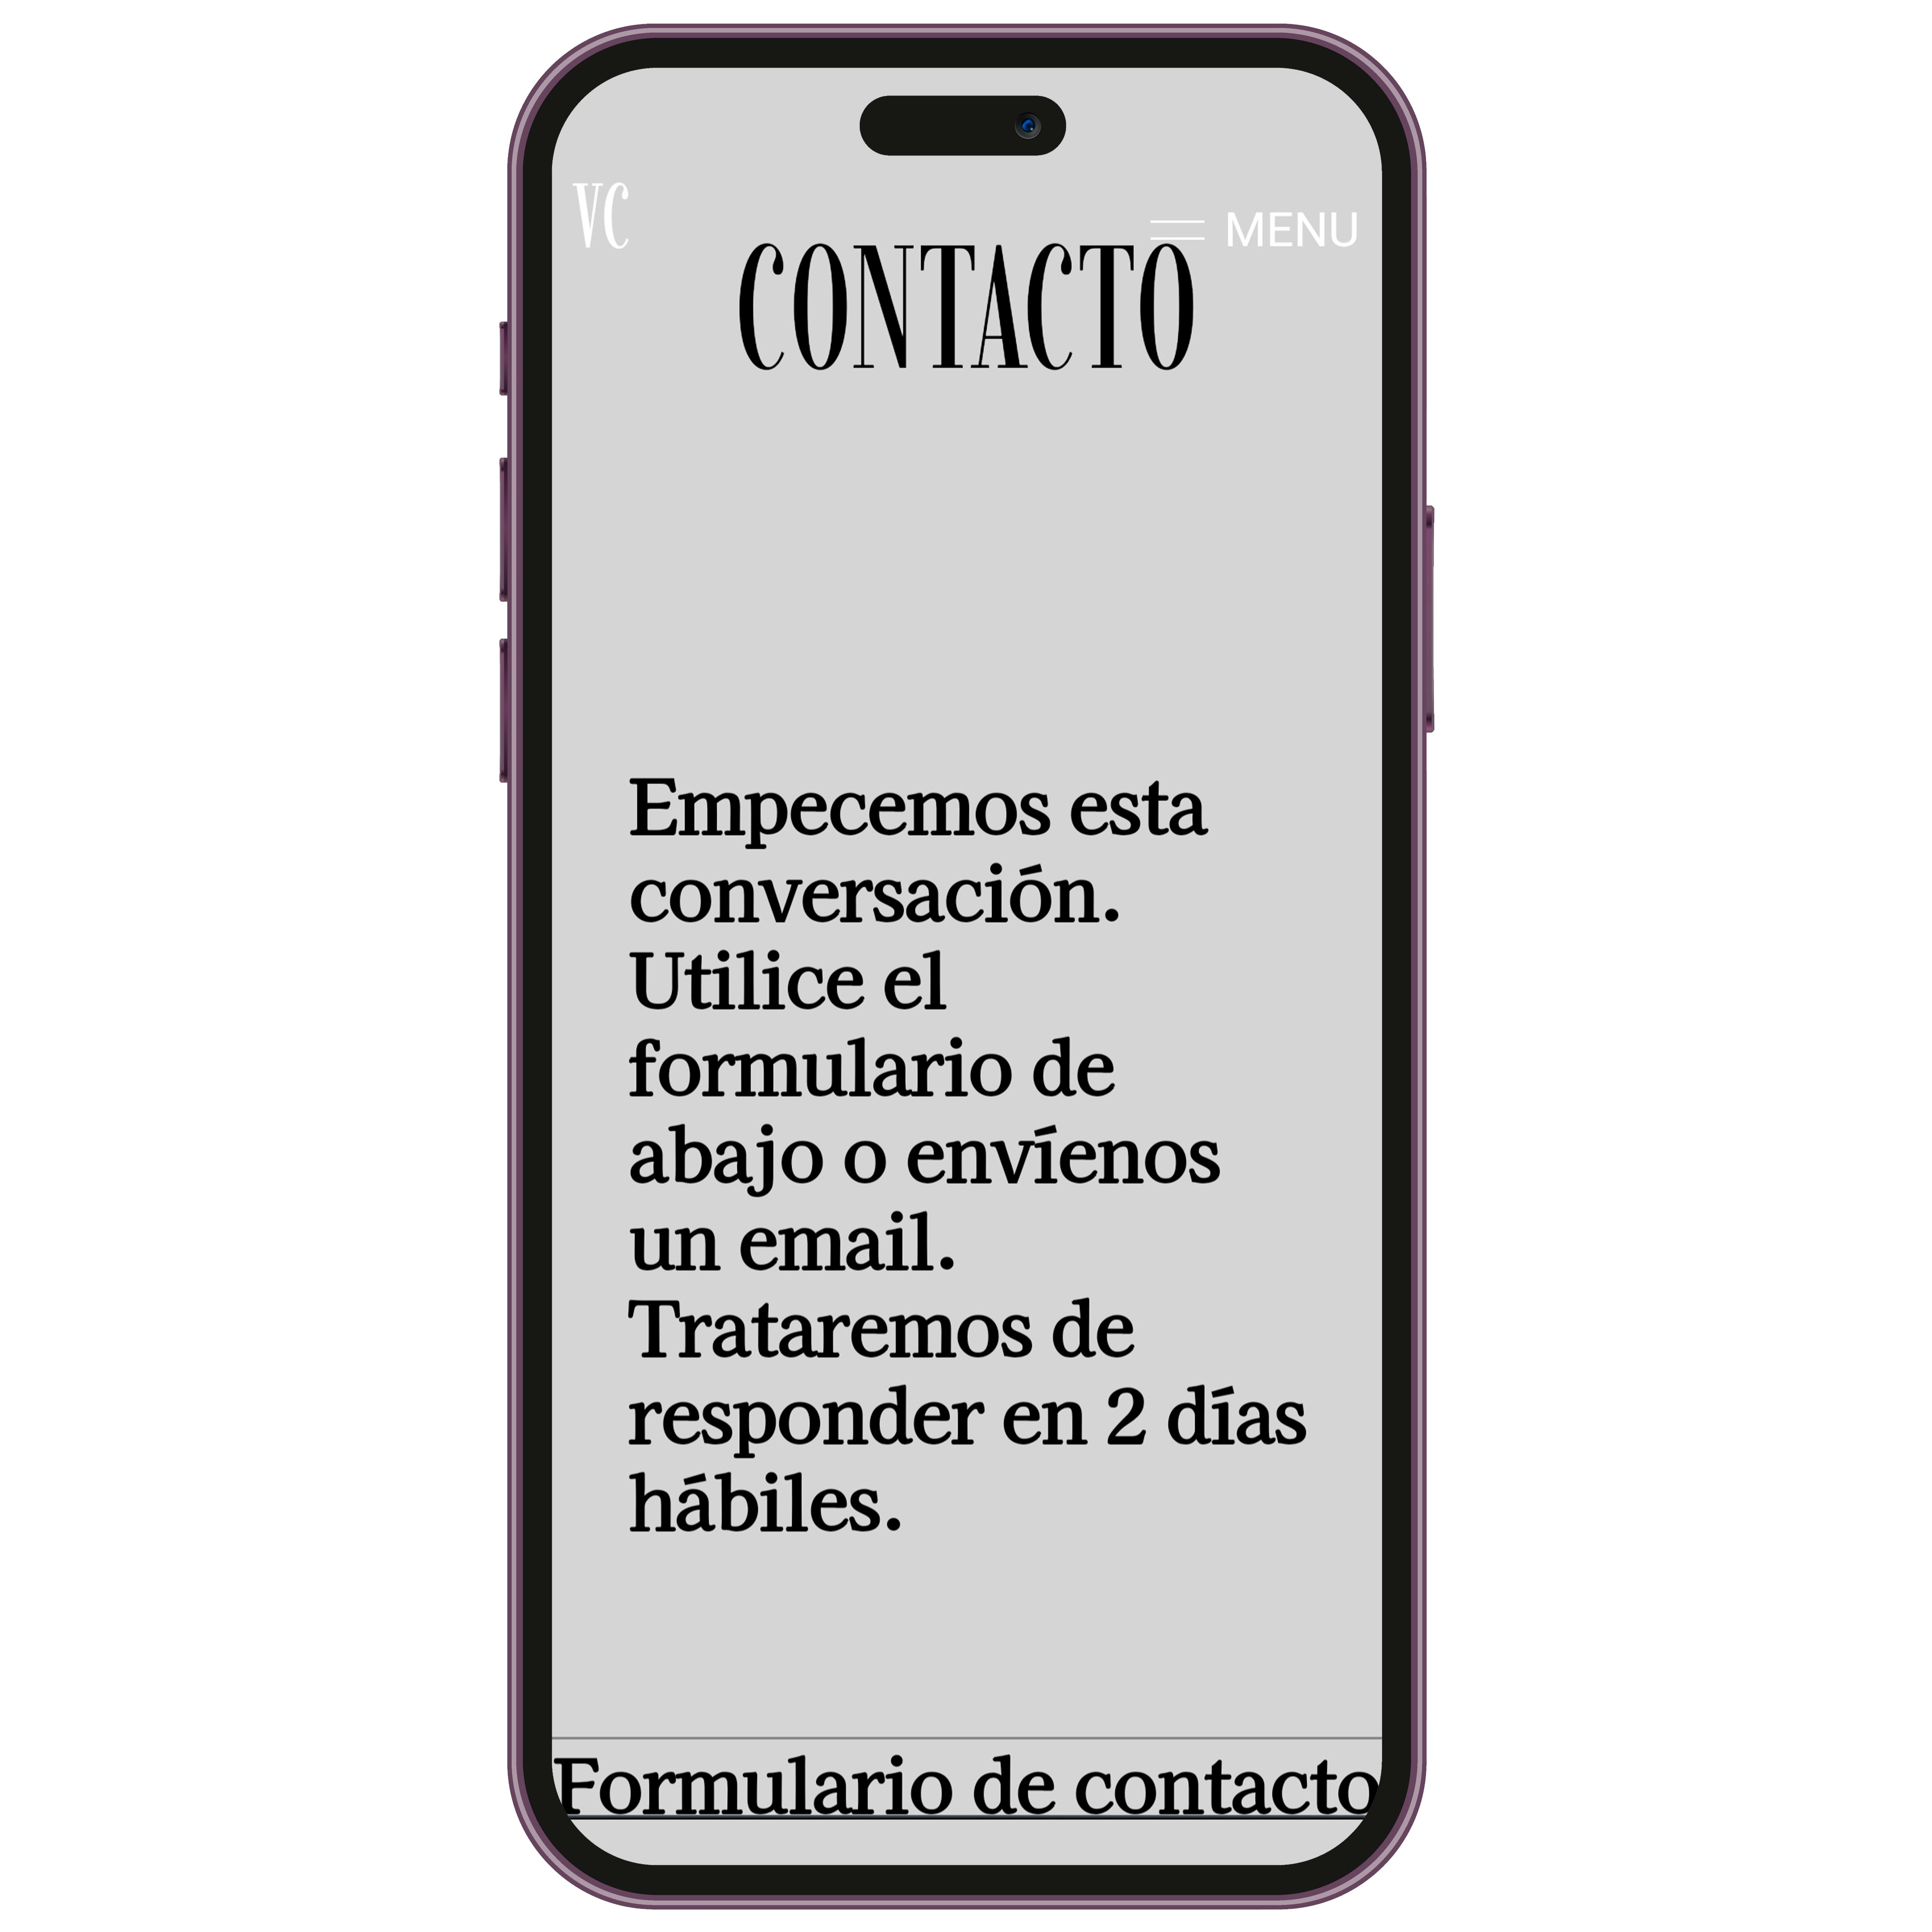 VC
MENU
CONTACTO
Empecemos esta
conversación.
Utilice el
formulario de
abajo o envíenos
un email.
Trataremos de
responder en 2 días
hábiles.
Formulario de contacto